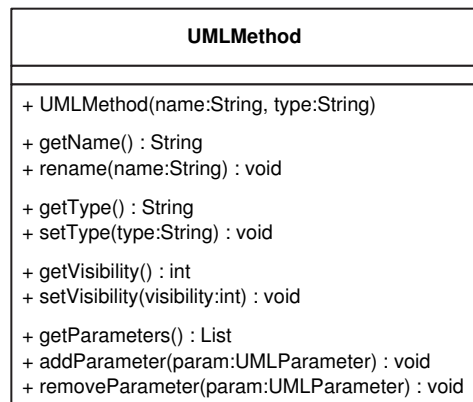 UMLMethod
+ UMLMethod(name:String, type:String)
+ getName() : String
+ rename(name:String) : void
+ getType() : String
+ setType(type:String) : void
+ getVisibility() : int
+ setVisibility(visibility:int) : void
+ getParameters() : List
+ addParameter(param:UMLParameter) : void
+ removeParameter(param:UMLParameter) : void